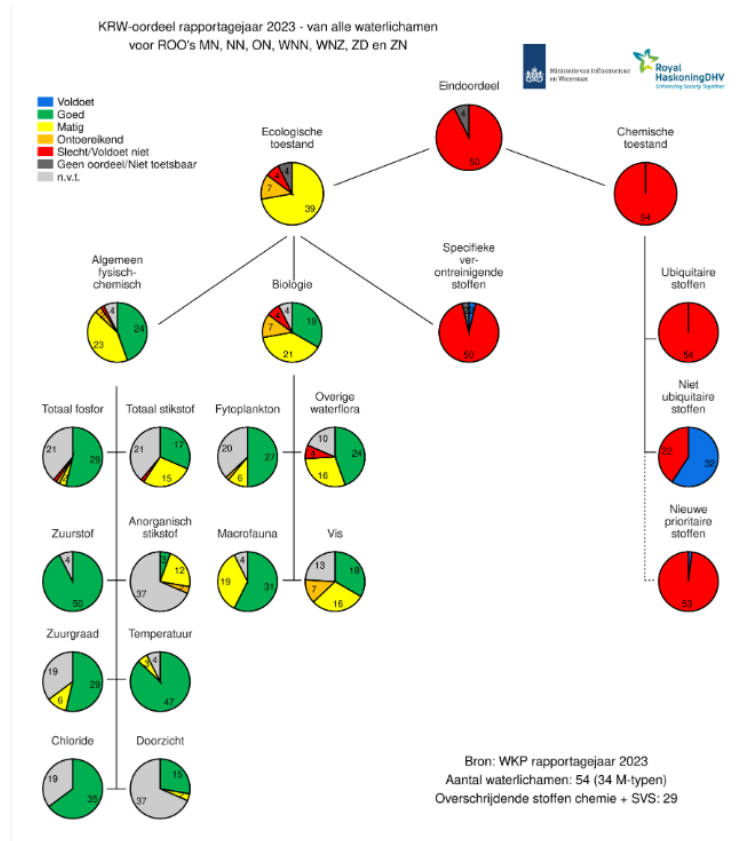 KRW-oordeel rapportagejaar 2023 - van alle waterlichamen
voor ROO's MN, NN, ON, WNN, WNZ, ZD en ZN
Ministerie van Infrastructuur
en Waterstaat
Royal
HaskoningDHV
Enhancing Society Together
Voldoet
Goed
Matig
Ontoereikend
Slecht/Voldoet niet
Geen oordeel/Niet toetsbaar
n.v.t.
Eindoordeel
4
50
Ecologische
toestand
4
4
7
39
Chemische
toestand
54
Algemeen
fysisch-
chemisch
4
24
23
Biologie
4
4
18
7
21
Specifieke
ver-
ontreinigende
stoffen
50
Ubiquitaire
stoffen
54
Totaal fosfor
21
29
Totaal stikstof
21
17
15
Fytoplankton
20
27
6
Overige
waterflora
10
4
24
16
Niet
ubiquitaire
stoffen
22
32
Zuurstof
4
50
Anorganisch
stikstof
3
12
37
Macrofauna
4
19
31
Vis
13
18
7
16
Nieuwe
prioritaire
stoffen
53
Zuurgraad
19
29
6
Temperatuur
3
4
47
Chloride
19
35
Doorzicht
15
37
Bron: WKP rapportagejaar 2023
Aantal waterlichamen: 54 (34 M-typen)
Overschrijdende stoffen chemie + SVS: 29